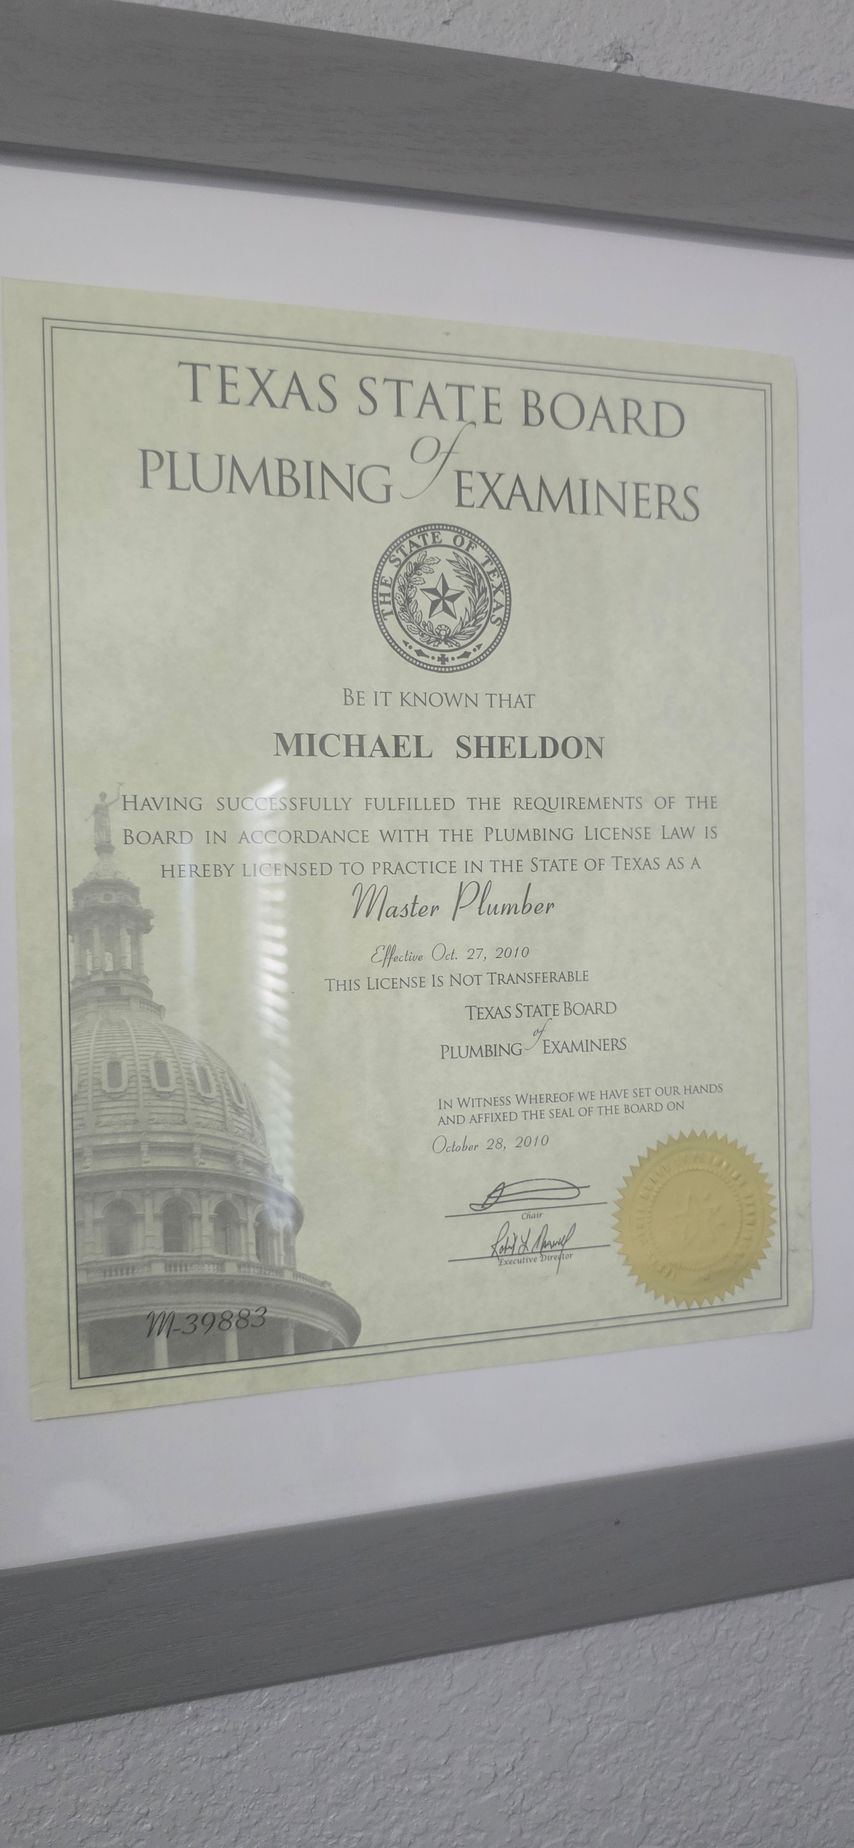 TEXAS STATE BOARD
of
PLUMBING EXAMINERS
THE STATE OF TEXAS
BE IT KNOWN THAT
MICHAEL SHELDON
HAVING SUCCESSFULLY FULFILLED THE REQUIREMENTS OF THE
BOARD IN ACCORDANCE WITH THE PLUMBING LICENSE LAW IS
HEREBY LICENSED TO PRACTICE IN THE STATE OF TEXAS AS A
Master Plumber
Effective Oct. 27, 2010
THIS LICENSE IS NOT TRANSFERABLE
TEXAS STATE BOARD
of
PLUMBING EXAMINERS
IN WITNESS WHEREOF WE HAVE SET OUR HANDS
AND AFFIXED THE SEAL OF THE BOARD ON
October 28, 2010
Chair
Executive Director
M-39883